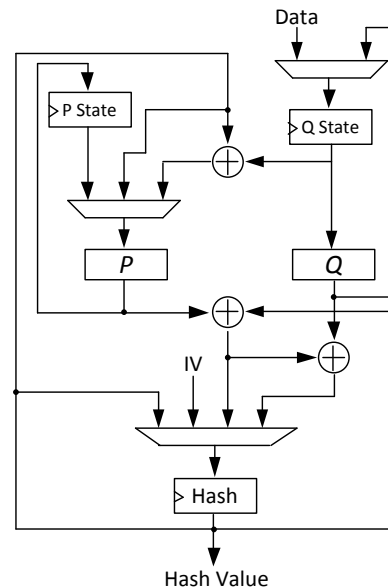 Data
P State
Q State
P
Q
IV
Hash
Hash Value